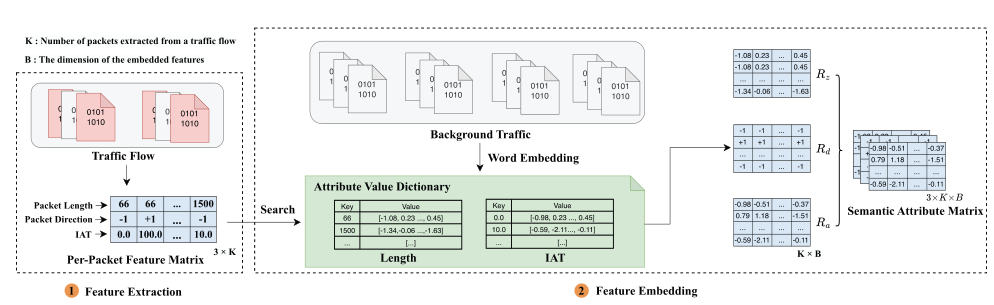 K : Number of packets extracted from a traffic flow
B : The dimension of the embedded features
0101
1010
0101
1010
Traffic Flow
Packet Length 66 66 ... 1500
Packet Direction -1 +1 ... -1
IAT 0.0 100.0 ... 10.0
3 × K
Per-Packet Feature Matrix
1 Feature Extraction
0101
1010
0101
1010
0101
1010
0101
1010
Background Traffic
Word Embedding
Search
Attribute Value Dictionary
Key Value
66 [-1.08, 0.23 ..., 0.45]
1500 [-1.34,-0.06 ...,-1.63]
... [...]
Length
Key Value
0.0 [-0.98, 0.23 ..., 0.45]
10.0 [-0.59, -2.11..., -0.11]
... [...]
IAT
-1.08 0.23 ... 0.45
-1.08 0.23 ... 0.45
... ... ... ...
-1.34 -0.06 ... -1.63
R_z
-1 -1 ... -1
+1 +1 ... +1
... ... ... ...
-1 -1 ... -1
R_d
-0.98 -0.51 ... -0.37
0.79 1.18 ... -1.51
... ... ... ...
-0.59 -2.11 ... -0.11
R_a
K × B
-0.98 -0.51 ... -0.37
0.79 1.18 ... -1.51
... ... ... ...
-0.59 -2.11 ... -0.11
3×K×B
Semantic Attribute Matrix
2 Feature Embedding